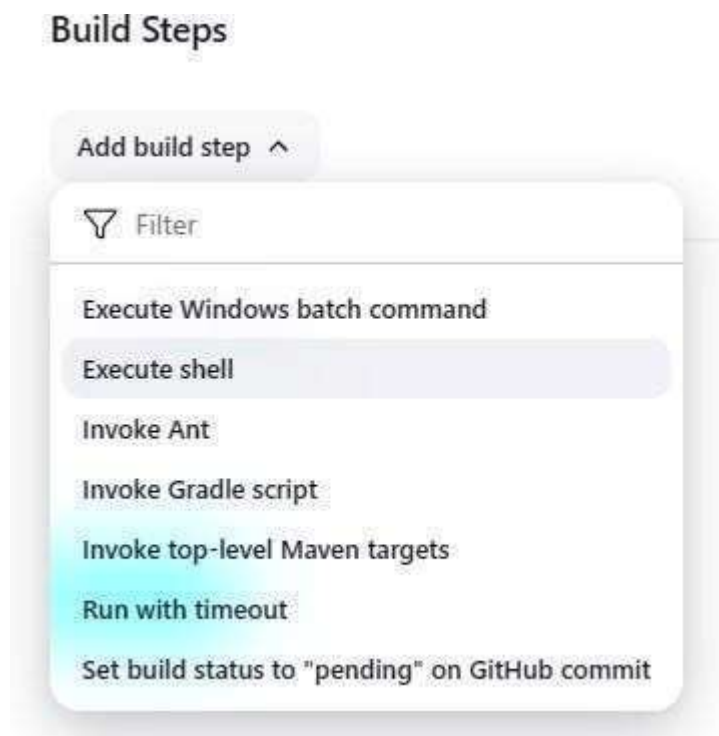 Build Steps
Add build step
Filter
Execute Windows batch command
Execute shell
Invoke Ant
Invoke Gradle script
Invoke top-level Maven targets
Run with timeout
Set build status to "pending" on GitHub commit